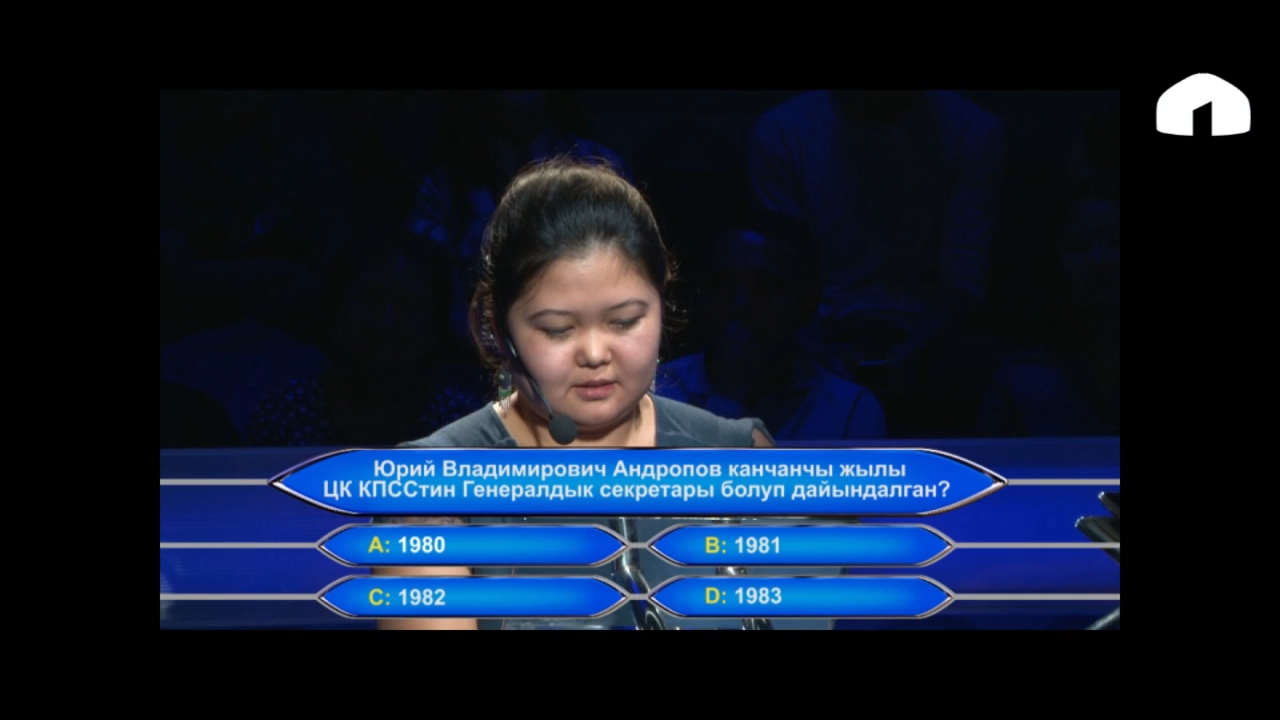 Юрий Владимирович Андропов канчанчы жылы
ЦК КПССтин Генералдык секретары болуп дайындалган?
A: 1980
B: 1981
C: 1982
D: 1983